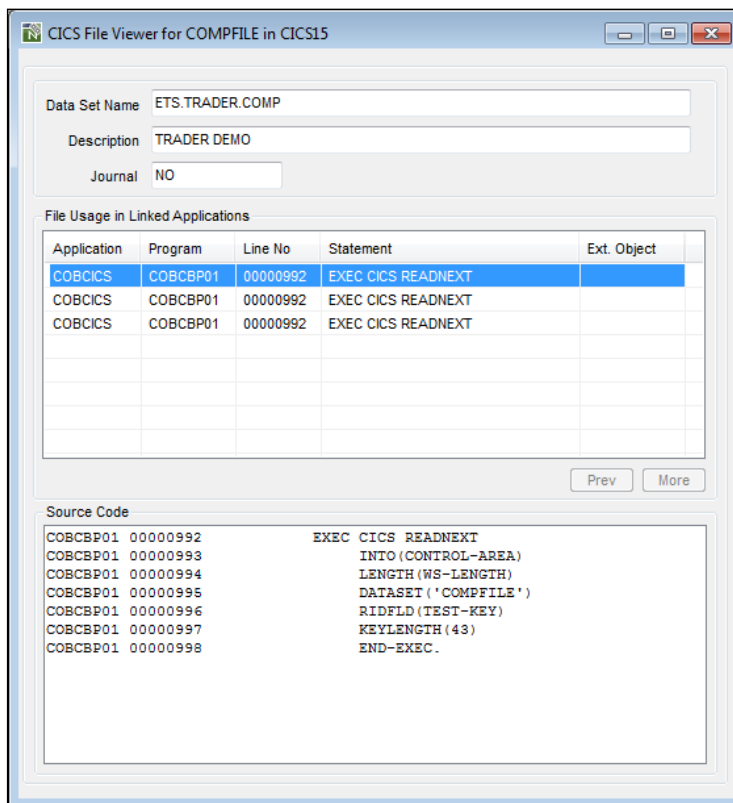 CICS File Viewer for COMPFILE in CICS15
Data Set Name ETS.TRADER.COMP
Description TRADER DEMO
Journal NO
File Usage in Linked Applications
Application Program Line No Statement Ext. Object
COBCICS COBCBP01 00000992 EXEC CICS READNEXT
COBCICS COBCBP01 00000992 EXEC CICS READNEXT
COBCICS COBCBP01 00000992 EXEC CICS READNEXT
Prev More
Source Code
COBCBP01 00000992 EXEC CICS READNEXT
COBCBP01 00000993 INTO(CONTROL-AREA)
COBCBP01 00000994 LENGTH(WS-LENGTH)
COBCBP01 00000995 DATASET('COMPFILE')
COBCBP01 00000996 RIDFLD(TEST-KEY)
COBCBP01 00000997 KEYLENGTH(43)
COBCBP01 00000998 END-EXEC.